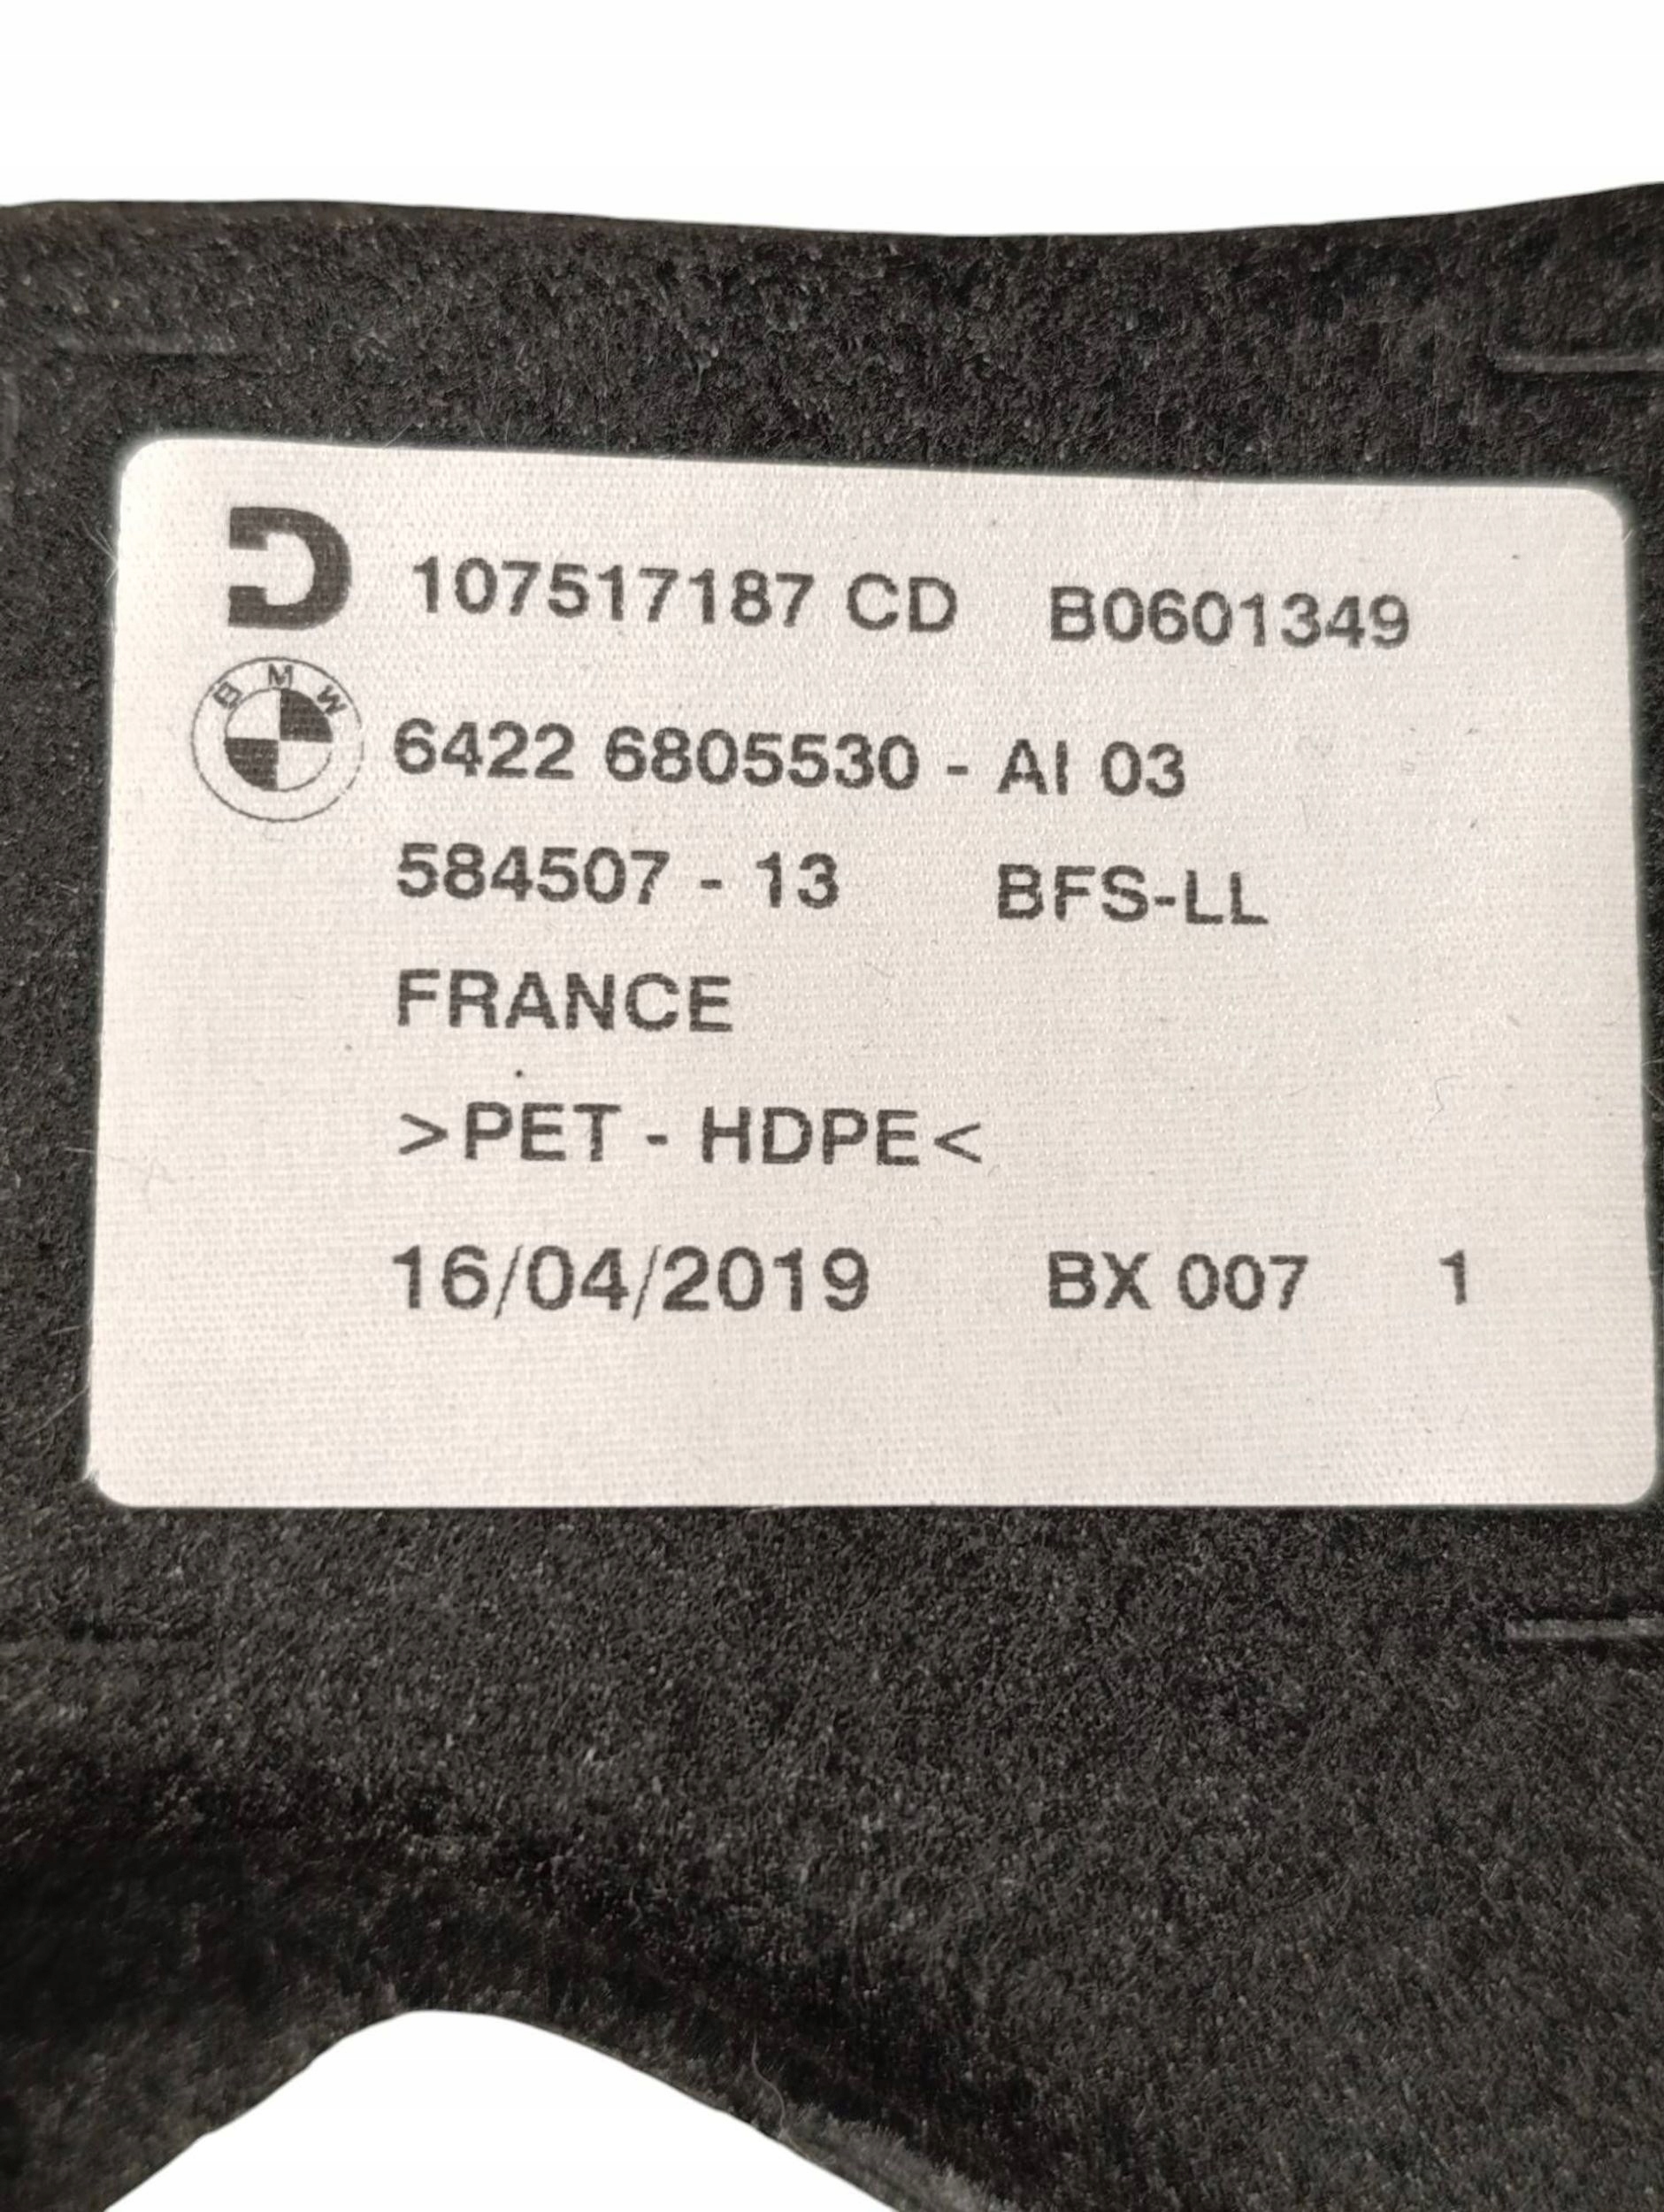 D 107517187 CD B0601349
BMW 6422 6805530 - AI 03
584507 - 13 BFS-LL
FRANCE
>PET - HDPE<
16/04/2019 BX 007 1